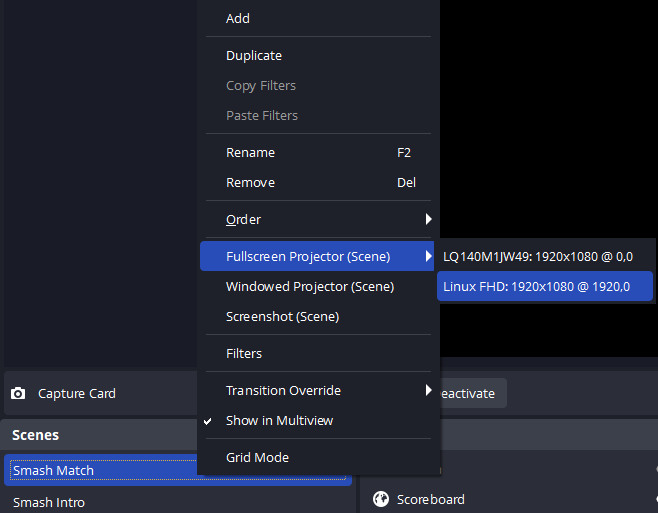 Add
Duplicate
Copy Filters
Paste Filters
Rename F2
Remove Del
Order
Fullscreen Projector (Scene)
LQ140M1JW49: 1920x1080 @ 0,0
Windowed Projector (Scene)
Linux FHD: 1920x1080 @ 1920,0
Screenshot (Scene)
Filters
Transition Override
Show in Multiview
Grid Mode
Capture Card
eactivate
Scenes
Smash Match
Smash Intro
Scoreboard